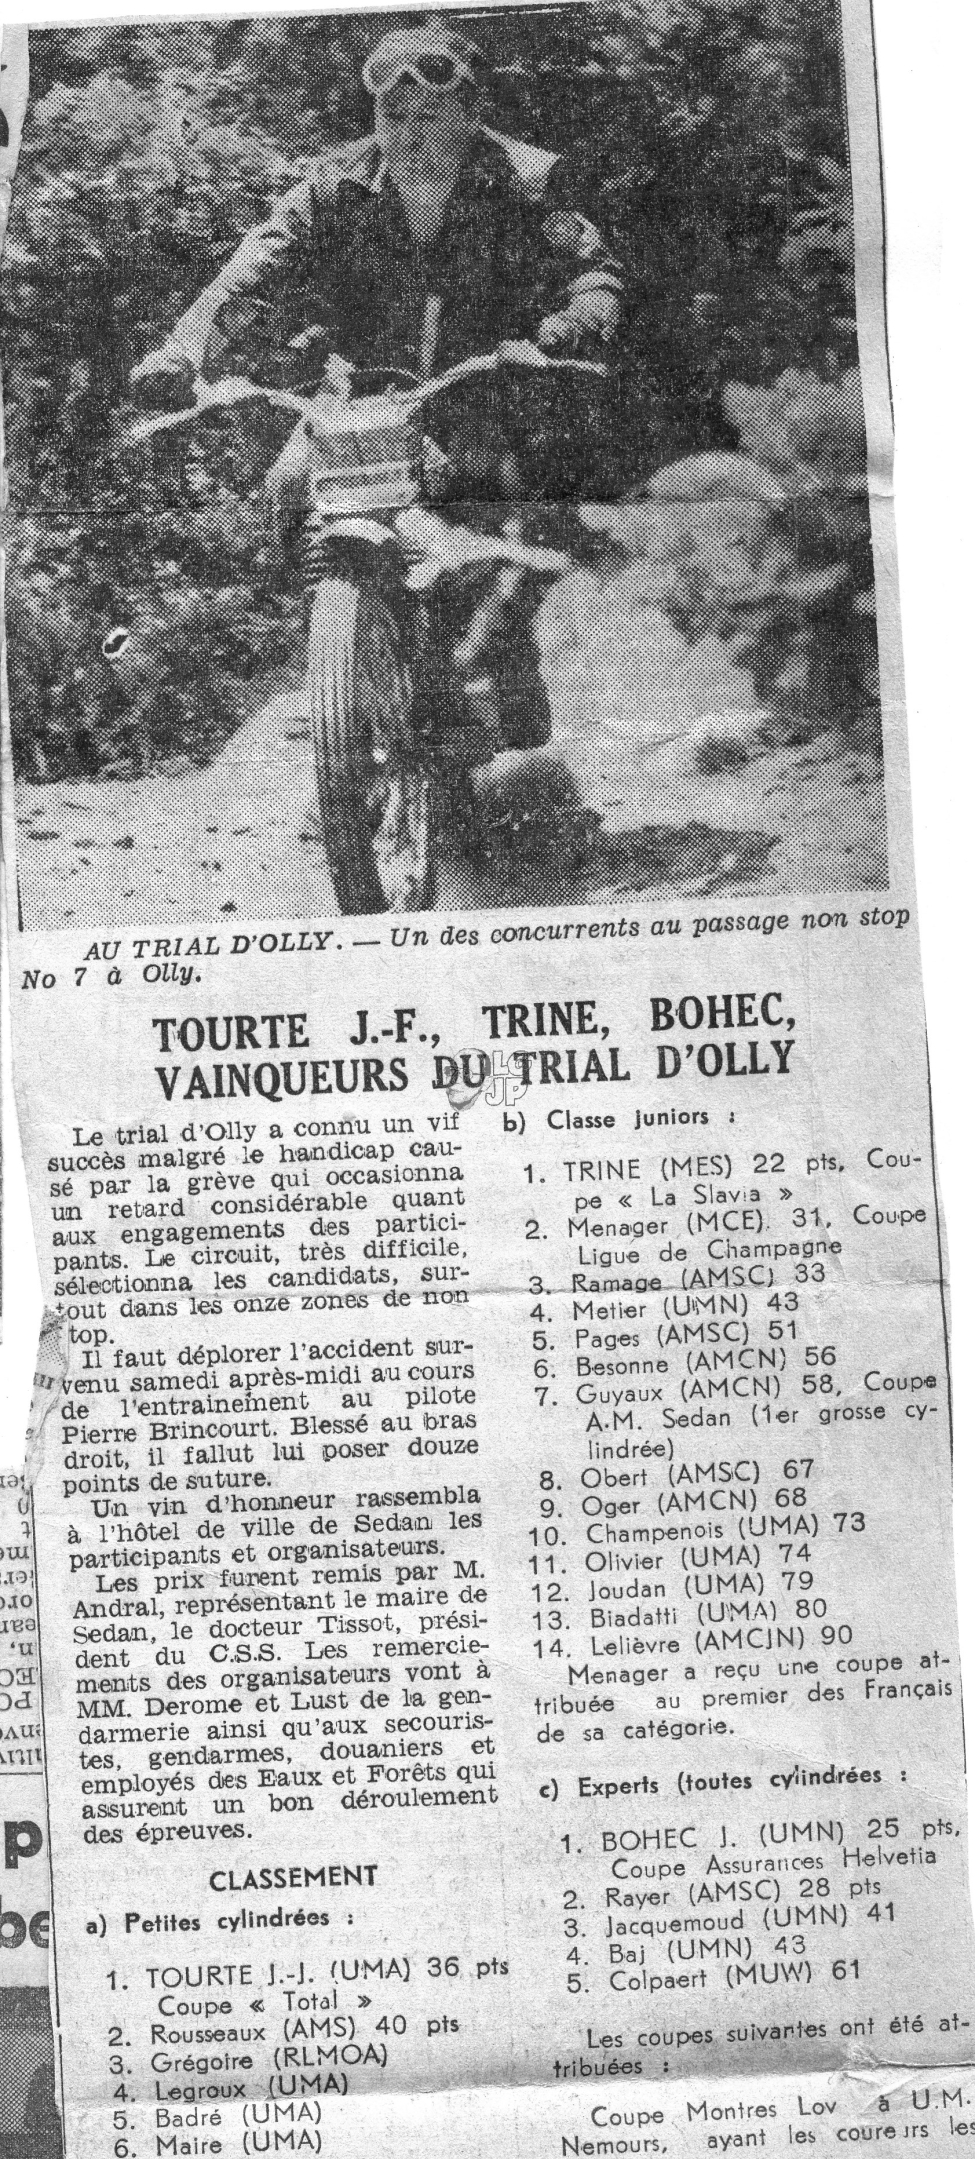 AU TRIAL D'OLLY. — Un des concurrents au passage non stop
No 7 à Olly.
TOURTE J.-F., TRINE, BOHEC,
VAINQUEURS DU TRIAL D'OLLY
Le trial d'Olly a connu un vif
succès malgré le handicap cau-
sé par la grève qui occasionna
un retard considérable quant
aux engagements des partici-
pants. Le circuit, très difficile,
sélectionna les candidats, sur-
tout dans les onze zones de non
top.
Il faut déplorer l'accident sur-
venu samedi après-midi au cours
de l'entrainement au pilote
Pierre Brincourt. Blessé au bras
droit, il fallut lui poser douze
points de suture.
Un vin d'honneur rassembla
à l'hôtel de ville de Sedan les
participants et organisateurs.
Les prix furent remis par M.
Andral, représentant le maire de
Sedan, le docteur Tissot, prési-
dent du C.S.S. Les remercie-
ments des organisateurs vont à
MM. Derome et Lust de la gen-
darmerie ainsi qu'aux secouris-
tes, gendarmes, douaniers et
employés des Eaux et Forêts qui
assurent un bon déroulement
des épreuves.
CLASSEMENT
a) Petites cylindrées :
1. TOURTE J.-J. (UMA) 36 pts
Coupe « Total »
2. Rousseaux (AMS) 40 pts
3. Grégoire (RLMOA)
4. Legroux (UMA)
5. Badré (UMA)
6. Maire (UMA)
b) Classe juniors :
1. TRINE (MES) 22 pts, Cou-
pe « La Slavia »
2. Menager (MCE). 31, Coupe
Ligue de Champagne
3. Ramage (AMSC) 33
4. Metier (UMN) 43
5. Pages (AMSC) 51
6. Besonne (AMCN) 56
7. Guyaux (AMCN) 58, Coupe
A.M. Sedan (1er grosse cy-
lindrée)
8. Obert (AMSC) 67
9. Oger (AMCN) 68
10. Champenois (UMA) 73
11. Olivier (UMA) 74
12. Joudan (UMA) 79
13. Biadatti (UMA) 80
14. Lelièvre (AMCJN) 90
Menager a reçu une coupe at-
tribuée au premier des Français
de sa catégorie.
c) Experts (toutes cylindrées :
1. BOHEC J. (UMN) 25 pts,
Coupe Assurances Helvetia
2. Rayer (AMSC) 28 pts
3. Jacquemoud (UMN) 41
4. Baj (UMN) 43
5. Colpaert (MUW) 61
Les coupes suivantes ont été at-
tribuées :
Coupe Montres Lov à U.M.
Nemours, ayant les coureurs les
LG
JP